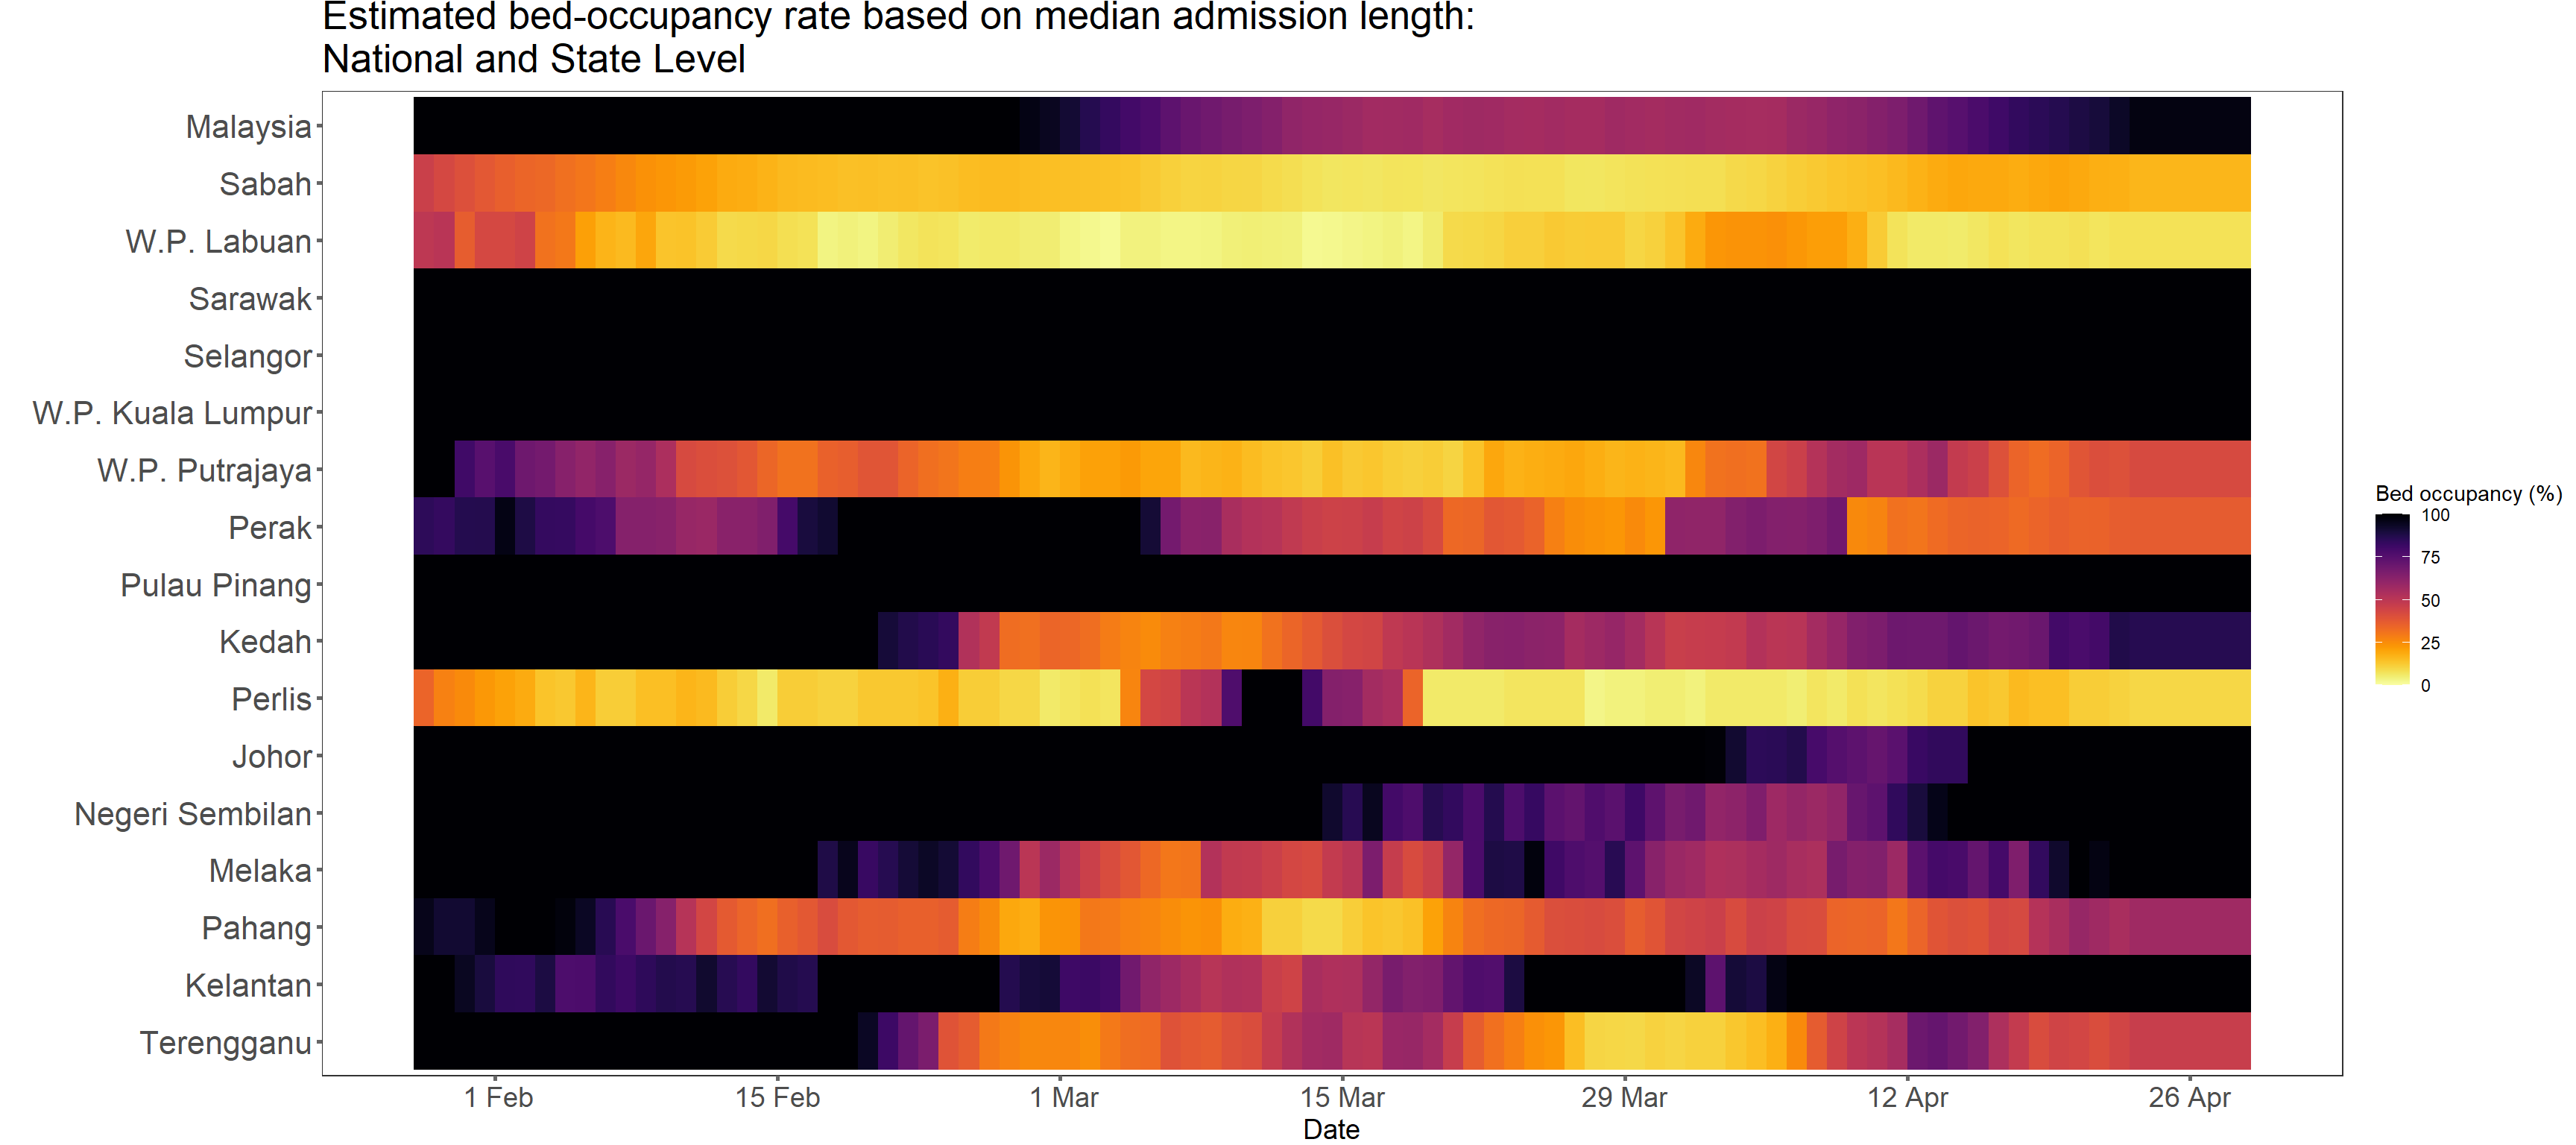 Estimated bed-occupancy rate based on median admission length:
National and State Level
Malaysia
Sabah
W.P. Labuan
Sarawak
Selangor
W.P. Kuala Lumpur
W.P. Putrajaya
Perak
Pulau Pinang
Kedah
Perlis
Johor
Negeri Sembilan
Melaka
Pahang
Kelantan
Terengganu
1 Feb
15 Feb
1 Mar
15 Mar
29 Mar
12 Apr
26 Apr
Date
Bed occupancy (%)
100
75
50
25
0